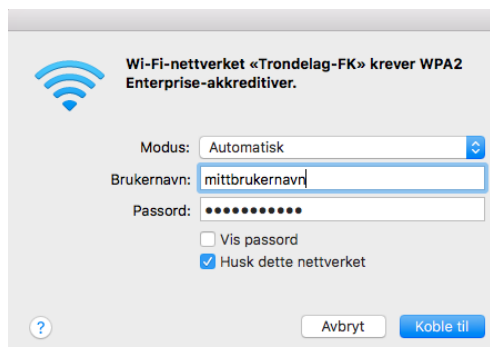 Wi-Fi-nettverket «Trondelag-FK» krever WPA2
Enterprise-akkreditiver.
Modus: Automatisk
Brukernavn: mittbrukernavn
Passord: •••••••••••
Vis passord
Husk dette nettverket
? Avbryt Koble til